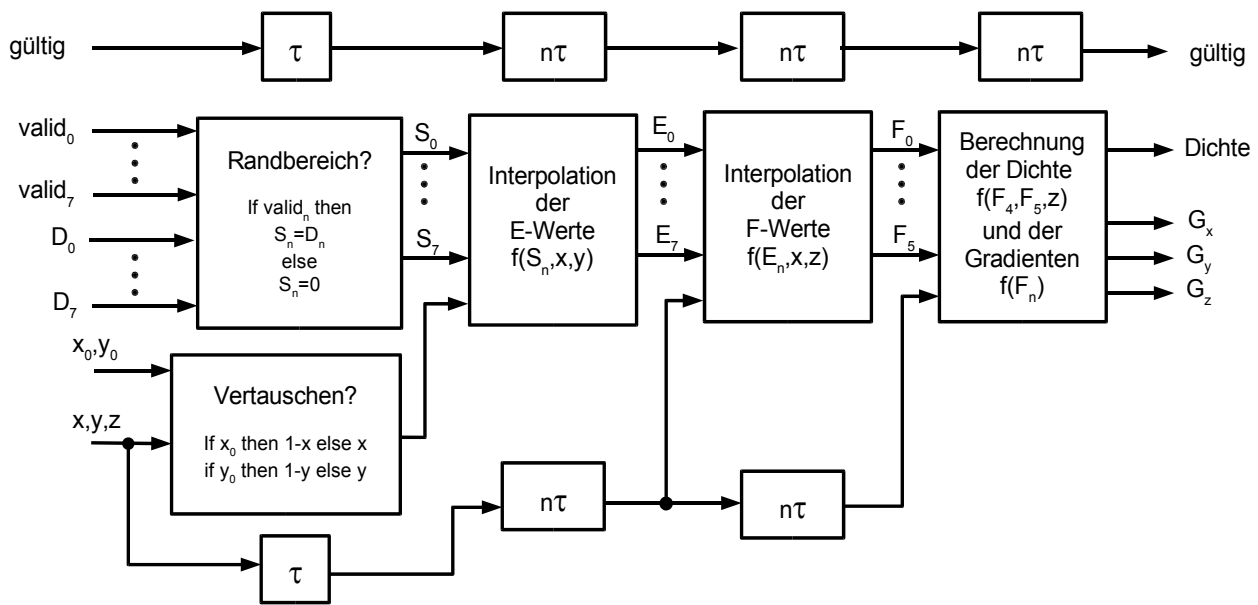 gültig
τ
nτ
nτ
nτ
gültig
valid₀
valid₇
D₀
D₇
Randbereich?
If validₙ then
Sₙ=Dₙ
else
Sₙ=0
S₀
S₇
Interpolation
der
E-Werte
f(Sₙ,x,y)
E₀
E₇
Interpolation
der
F-Werte
f(Eₙ,x,z)
F₀
F₅
Berechnung
der Dichte
f(F₄,F₅,z)
und der
Gradienten
f(Fₙ)
Dichte
Gₓ
G_y
G_z
x₀,y₀
x,y,z
Vertauschen?
If x₀ then 1-x else x
if y₀ then 1-y else y
τ
nτ
nτ